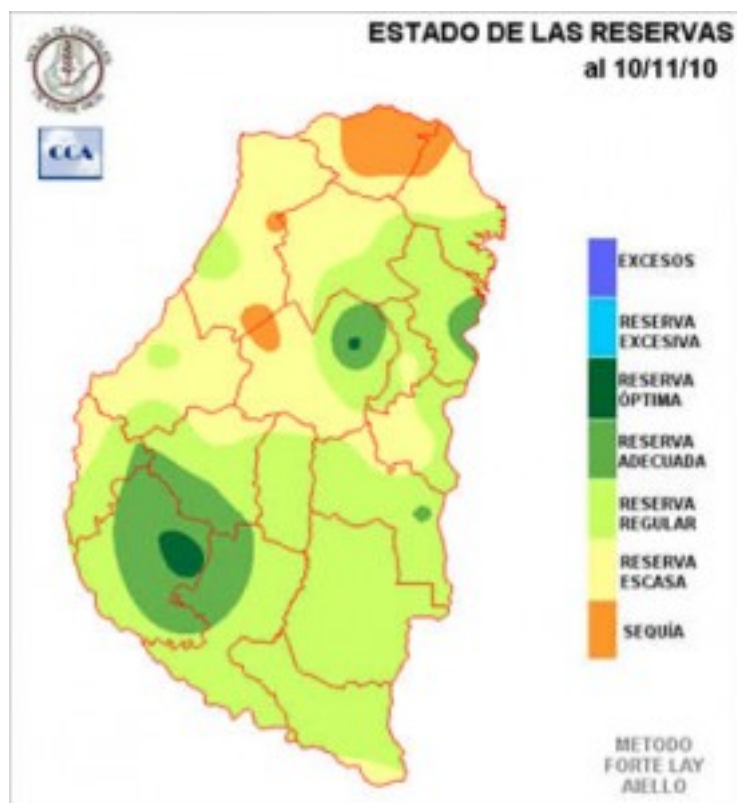 ESTADO DE LAS RESERVAS
al 10/11/10
CCA
EXCESOS
RESERVA
EXCESIVA
RESERVA
ÓPTIMA
RESERVA
ADECUADA
RESERVA
REGULAR
RESERVA
ESCASA
SEQUÍA
METODO
FORTE LAY
AIELLO